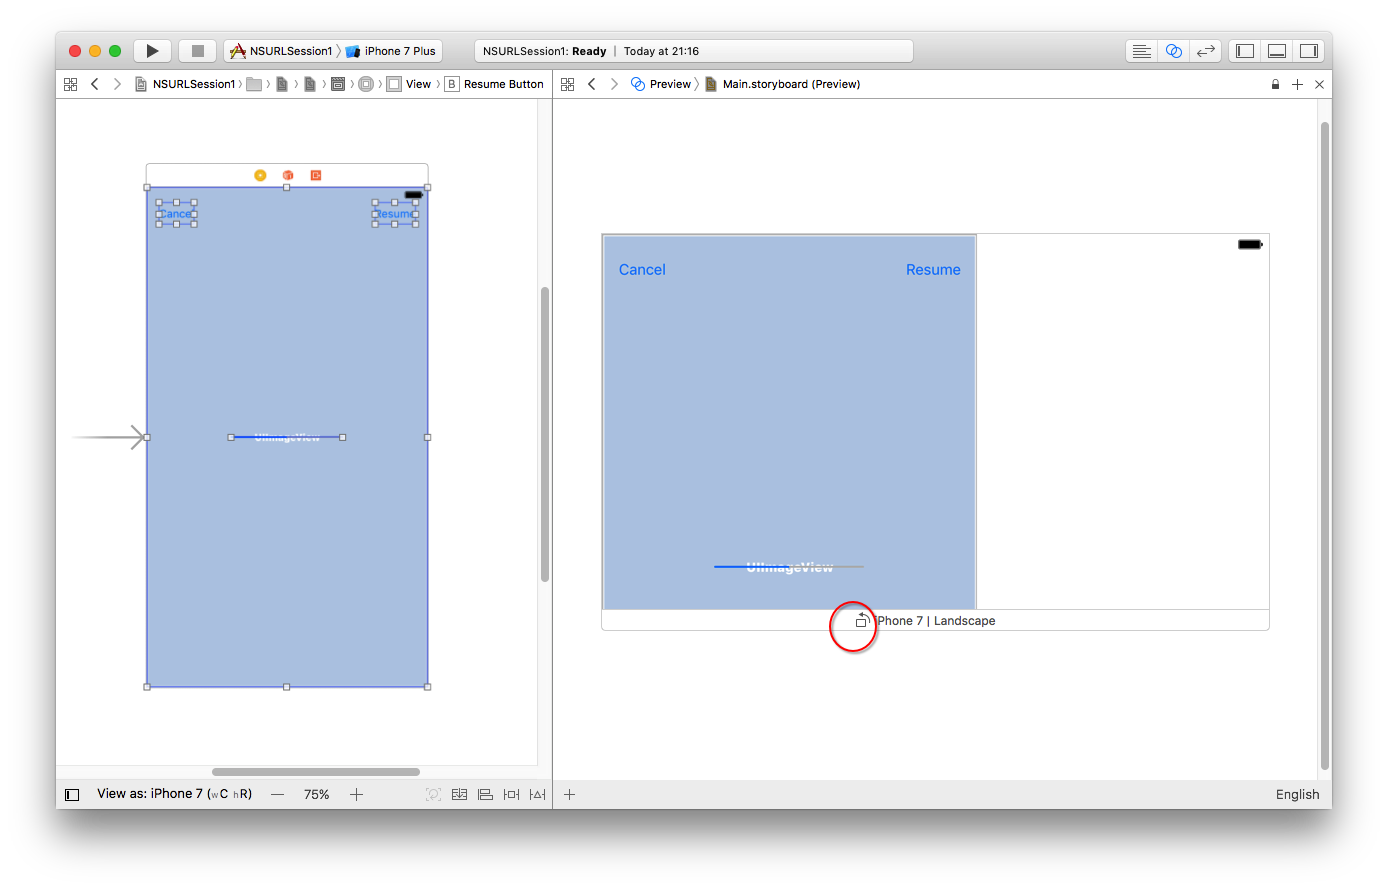 NSURLSession1 iPhone 7 Plus
NSURLSession1: Ready | Today at 21:16
NSURLSession1 View B Resume Button
Preview Main.storyboard (Preview)
Cancel Resume
UIImageView
Cancel Resume
UIImageView
iPhone 7 | Landscape
View as: iPhone 7 (wC hR) — 75% +
+ English